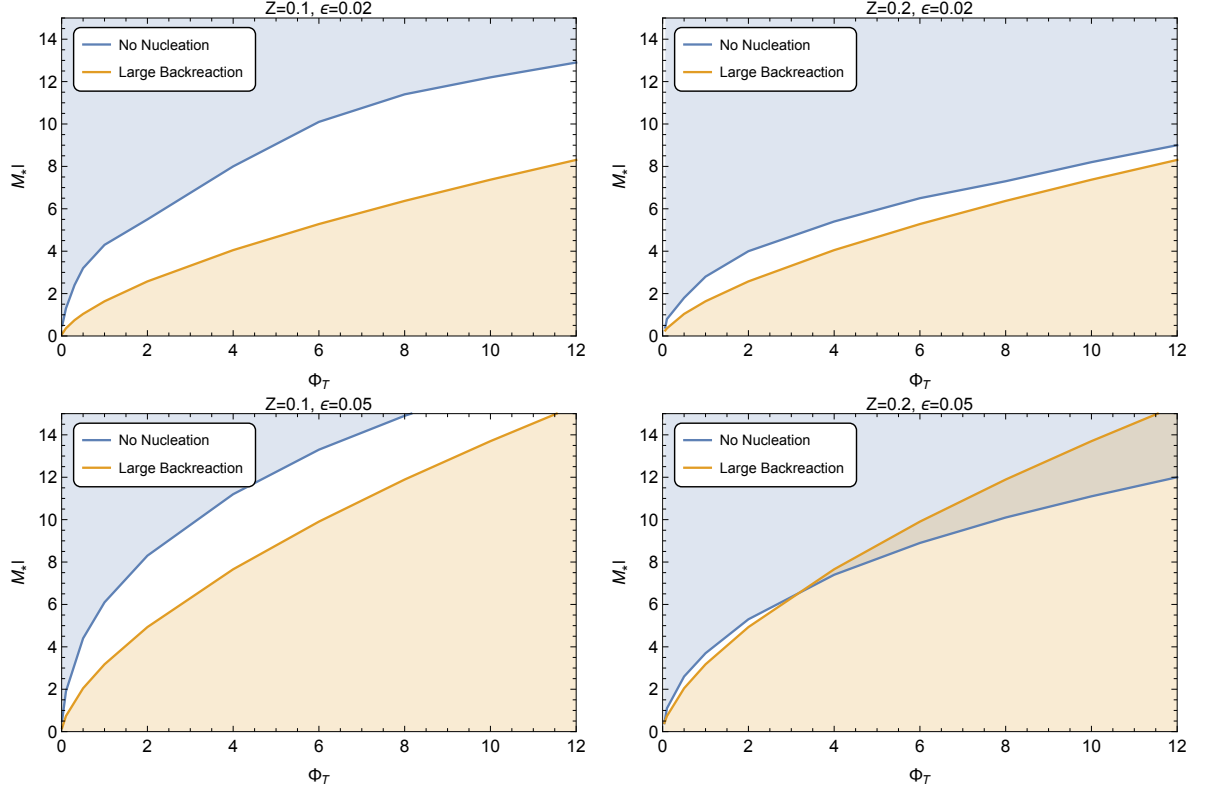 Z=0.1, ϵ=0.02
No Nucleation
Large Backreaction
M*l
14
12
10
8
6
4
2
0
0 2 4 6 8 10 12
ΦT
Z=0.2, ϵ=0.02
No Nucleation
Large Backreaction
M*l
14
12
10
8
6
4
2
0
0 2 4 6 8 10 12
ΦT
Z=0.1, ϵ=0.05
No Nucleation
Large Backreaction
M*l
14
12
10
8
6
4
2
0
0 2 4 6 8 10 12
ΦT
Z=0.2, ϵ=0.05
No Nucleation
Large Backreaction
M*l
14
12
10
8
6
4
2
0
0 2 4 6 8 10 12
ΦT